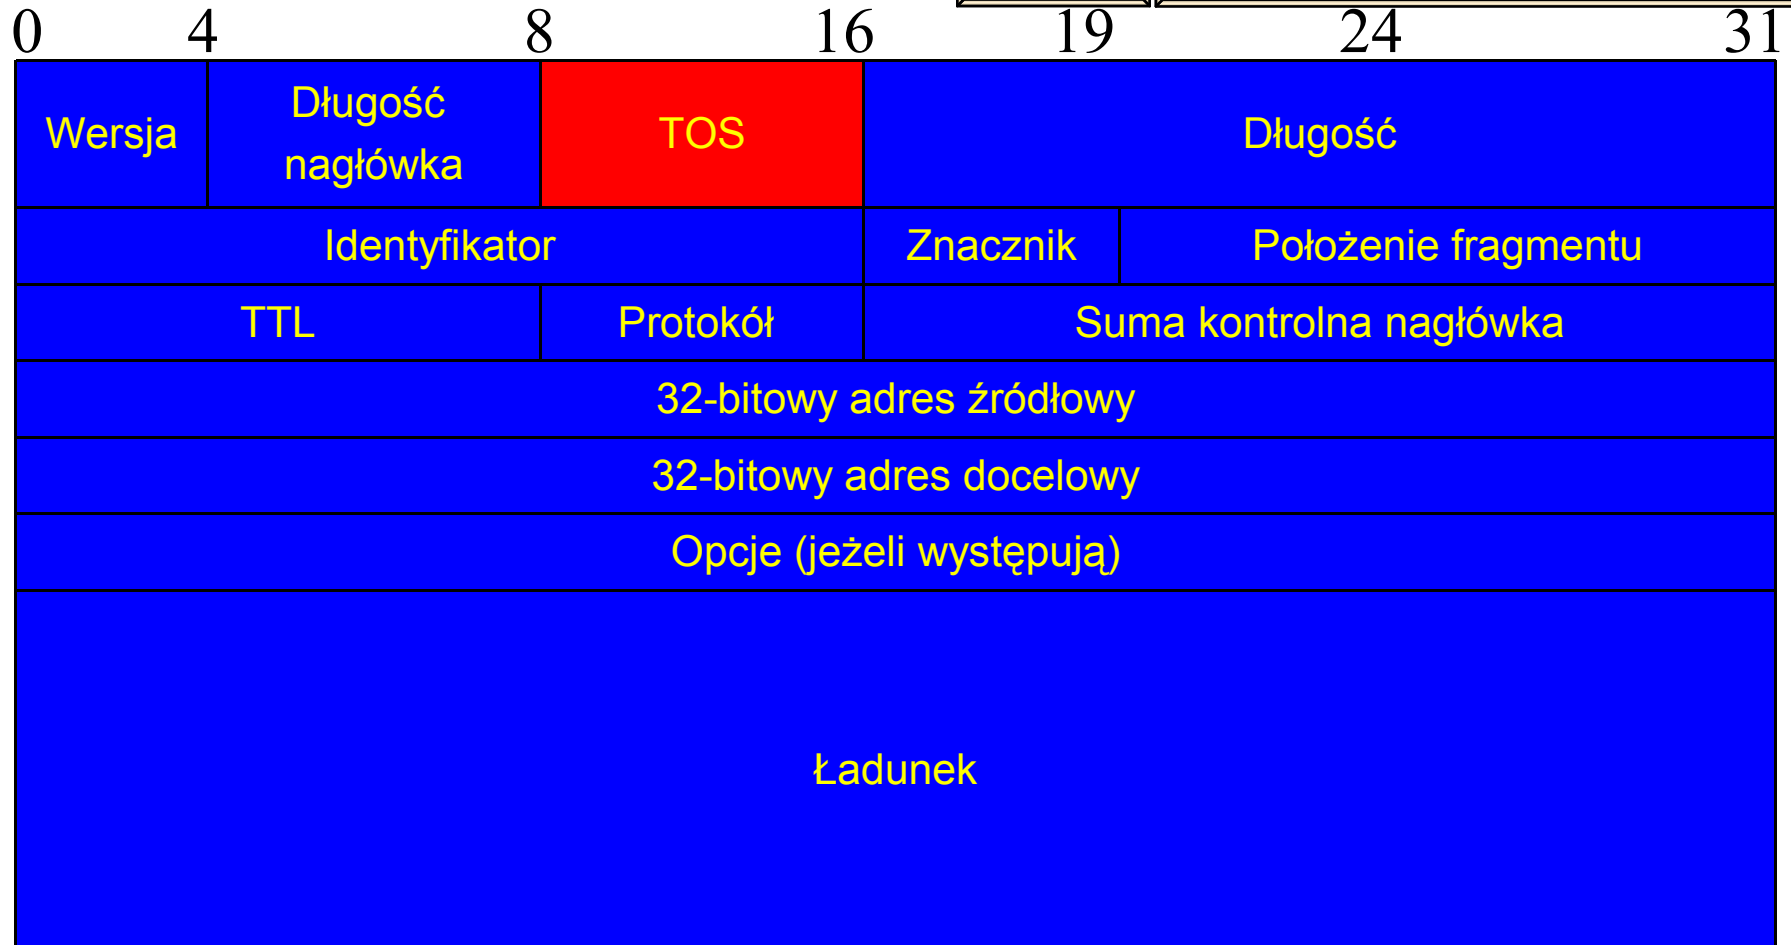 0 4 8 16 19 24 31
Wersja Długość nagłówka TOS Długość
Identyfikator Znacznik Położenie fragmentu
TTL Protokół Suma kontrolna nagłówka
32-bitowy adres źródłowy
32-bitowy adres docelowy
Opcje (jeżeli występują)
Ładunek